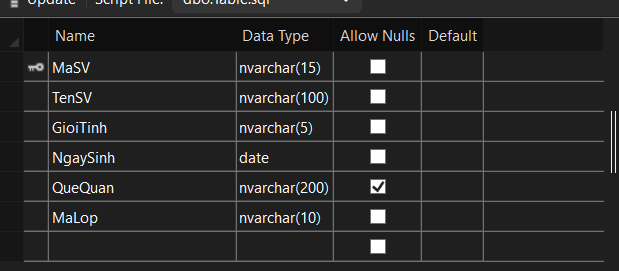 Update Script File: dbo.Table.sql
Name Data Type Allow Nulls Default
MaSV nvarchar(15)
TenSV nvarchar(100)
GioiTinh nvarchar(5)
NgaySinh date
QueQuan nvarchar(200)
MaLop nvarchar(10)